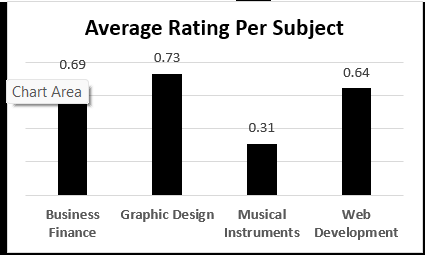 Average Rating Per Subject
0.69
0.73
0.31
0.64
Chart Area
Business
Finance
Graphic Design
Musical
Instruments
Web
Development